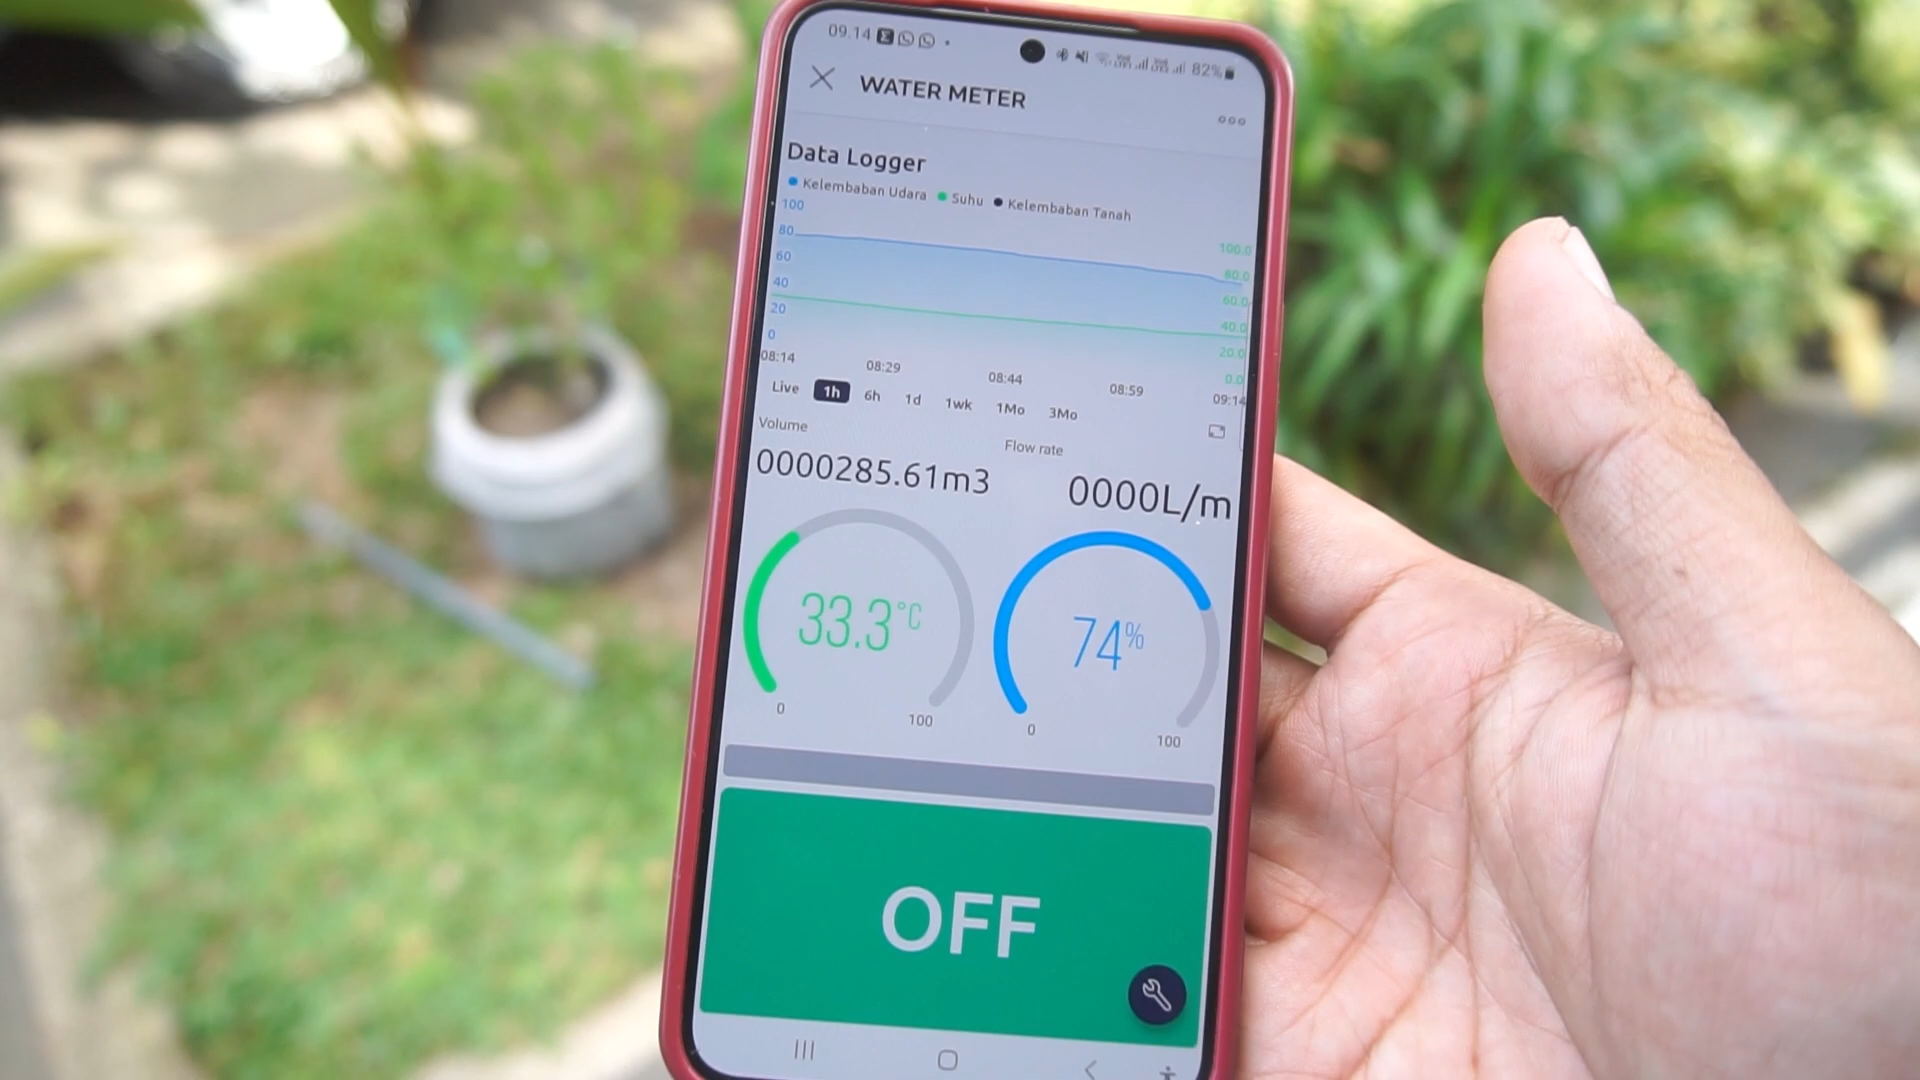 09.14 82%
WATER METER
Data Logger
Kelembaban Udara Suhu Kelembaban Tanah
100 100.0
80 80.0
60 60.0
40 40.0
20 20.0
0 0.0
08:14 08:29 08:44 08:59 09:14
Live 1h 6h 1d 1wk 1Mo 3Mo
Volume Flow rate
0000285.61m3 0000L/m
33.3°C 74%
0 100 0 100
OFF